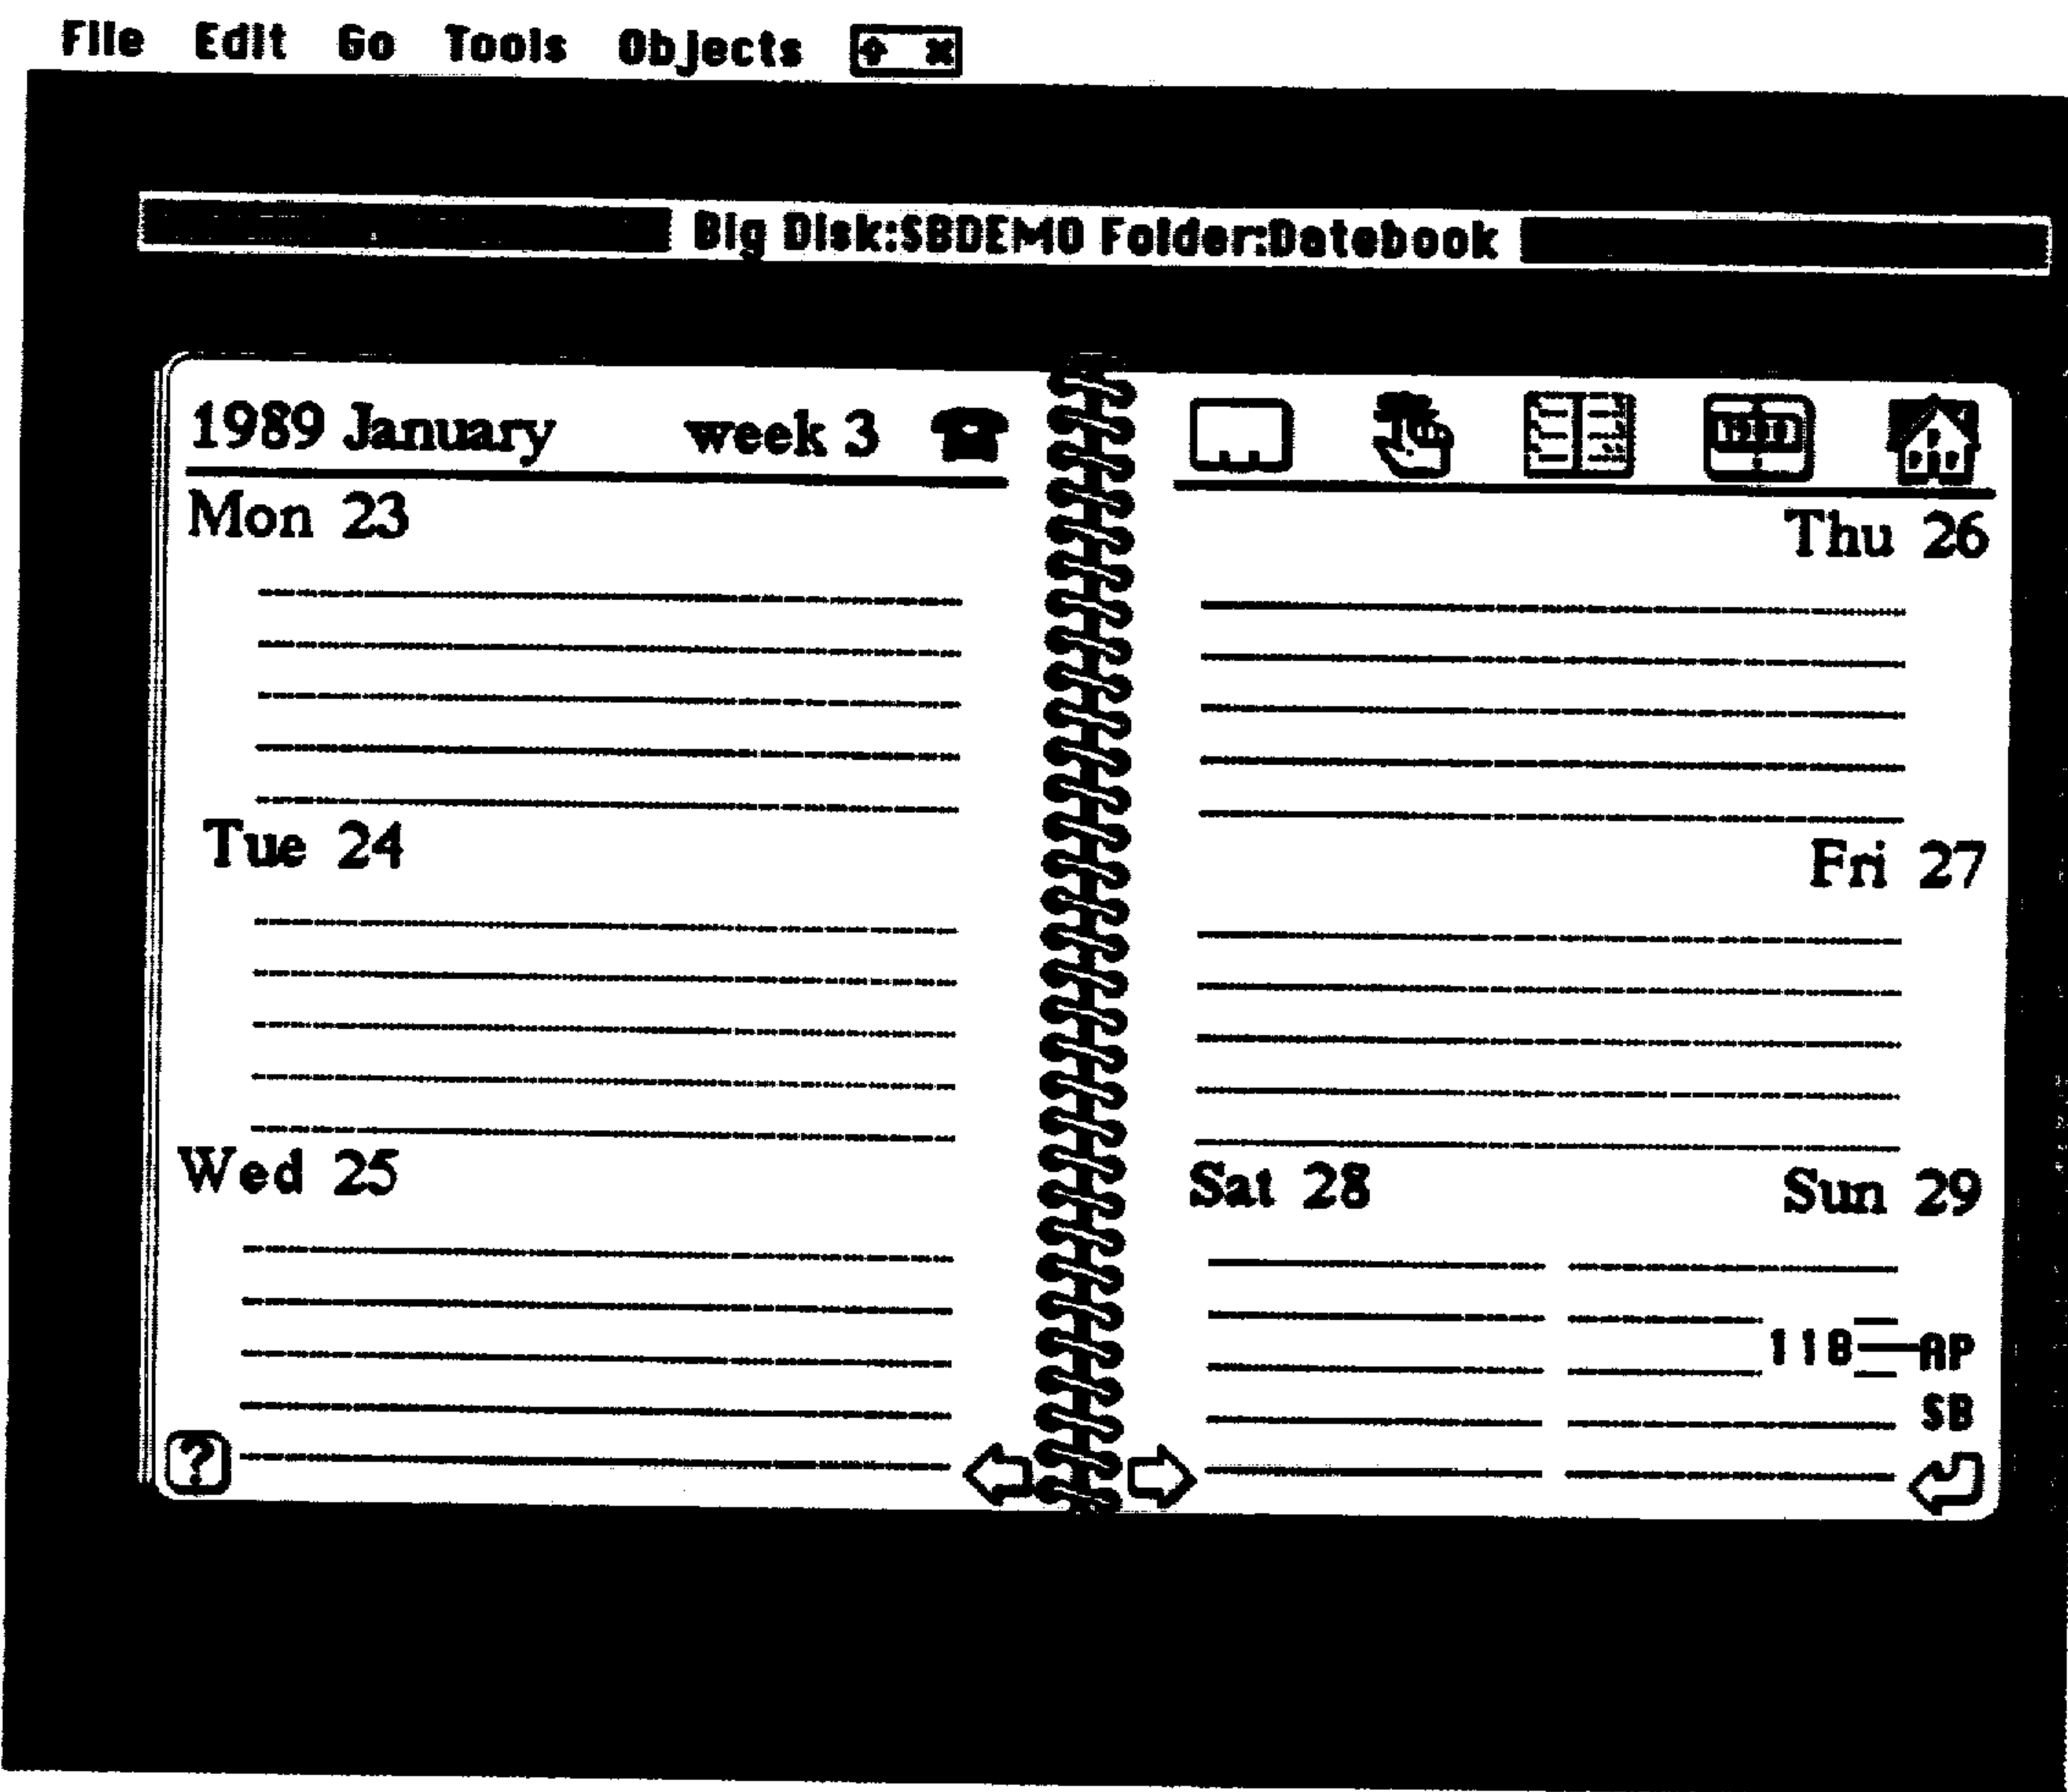 File Edit Go Tools Objects
Big Disk:SBDEMO Folder:Datebook
1989 January week 3
Mon 23
Tue 24
Wed 25
?
Thu 26
Fri 27
Sat 28 Sun 29
118 AP
SB